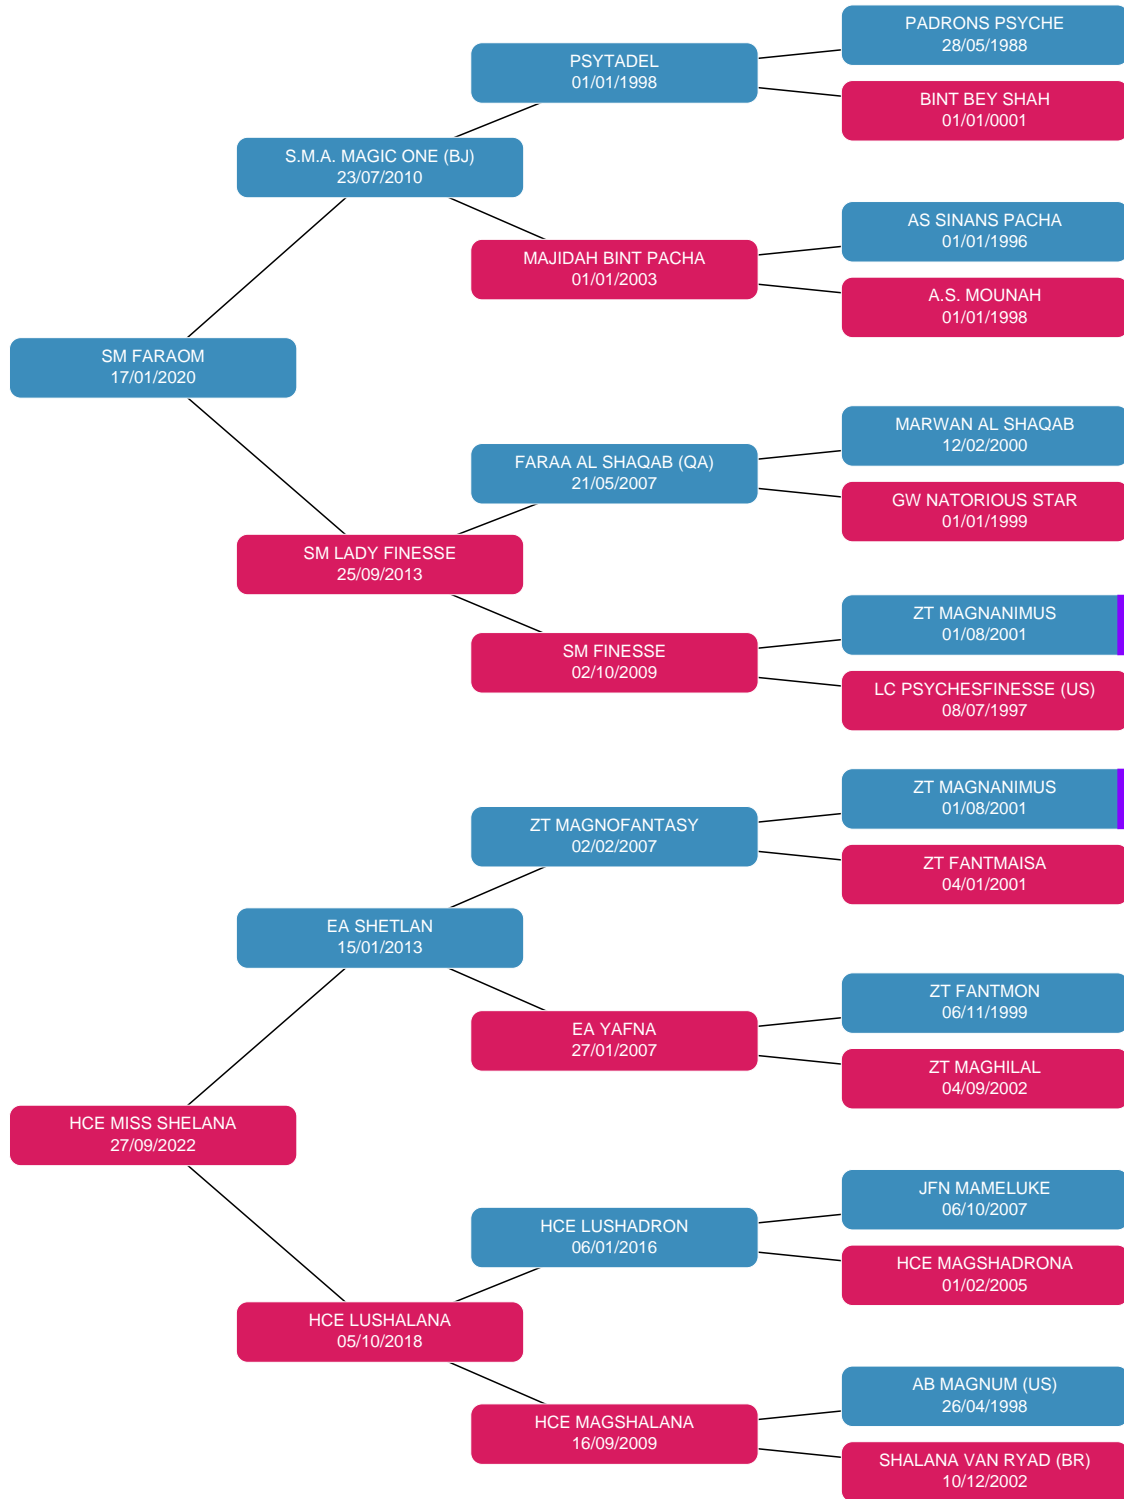 PADRONS PSYCHE
28/05/1988
PSYTADEL
01/01/1998
BINT BEY SHAH
01/01/0001
S.M.A. MAGIC ONE (BJ)
23/07/2010
AS SINANS PACHA
01/01/1996
MAJIDAH BINT PACHA
01/01/2003
A.S. MOUNAH
01/01/1998
SM FARAOM
17/01/2020
MARWAN AL SHAQAB
12/02/2000
FARAA AL SHAQAB (QA)
21/05/2007
GW NATORIOUS STAR
01/01/1999
SM LADY FINESSE
25/09/2013
ZT MAGNANIMUS
01/08/2001
SM FINESSE
02/10/2009
LC PSYCHESFINESSE (US)
08/07/1997
ZT MAGNANIMUS
01/08/2001
ZT MAGNOFANTASY
02/02/2007
ZT FANTMAISA
04/01/2001
EA SHETLAN
15/01/2013
ZT FANTMON
06/11/1999
EA YAFNA
27/01/2007
ZT MAGHILAL
04/09/2002
HCE MISS SHELANA
27/09/2022
JFN MAMELUKE
06/10/2007
HCE LUSHADRON
06/01/2016
HCE MAGSHADRONA
01/02/2005
HCE LUSHALANA
05/10/2018
AB MAGNUM (US)
26/04/1998
HCE MAGSHALANA
16/09/2009
SHALANA VAN RYAD (BR)
10/12/2002